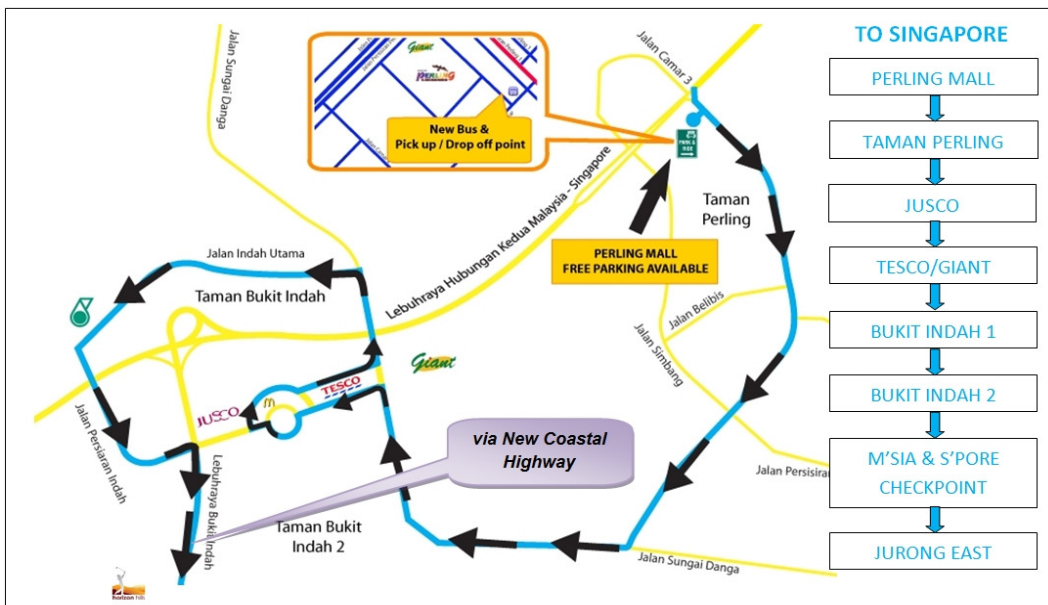 Giant
PERLING
New Bus &
Pick up / Drop off point
Jalan Sungai Danga
Jalan Camar 3
PARK &
RIDE
Lebuhraya Hubungan Kedua Malaysia - Singapore
Taman
Perling
PERLING MALL
FREE PARKING AVAILABLE
Jalan Indah Utama
Taman Bukit Indah
Jalan Belibis
Jalan Simbang
Giant
TESCO
JUSCO
Jalan Persiaran Indah
Lebuhraya Bukit Indah
via New Coastal
Highway
Jalan Persisiran
Taman Bukit
Indah 2
Jalan Sungai Danga
horizon hills
TO SINGAPORE
PERLING MALL
TAMAN PERLING
JUSCO
TESCO/GIANT
BUKIT INDAH 1
BUKIT INDAH 2
M'SIA & S'PORE
CHECKPOINT
JURONG EAST